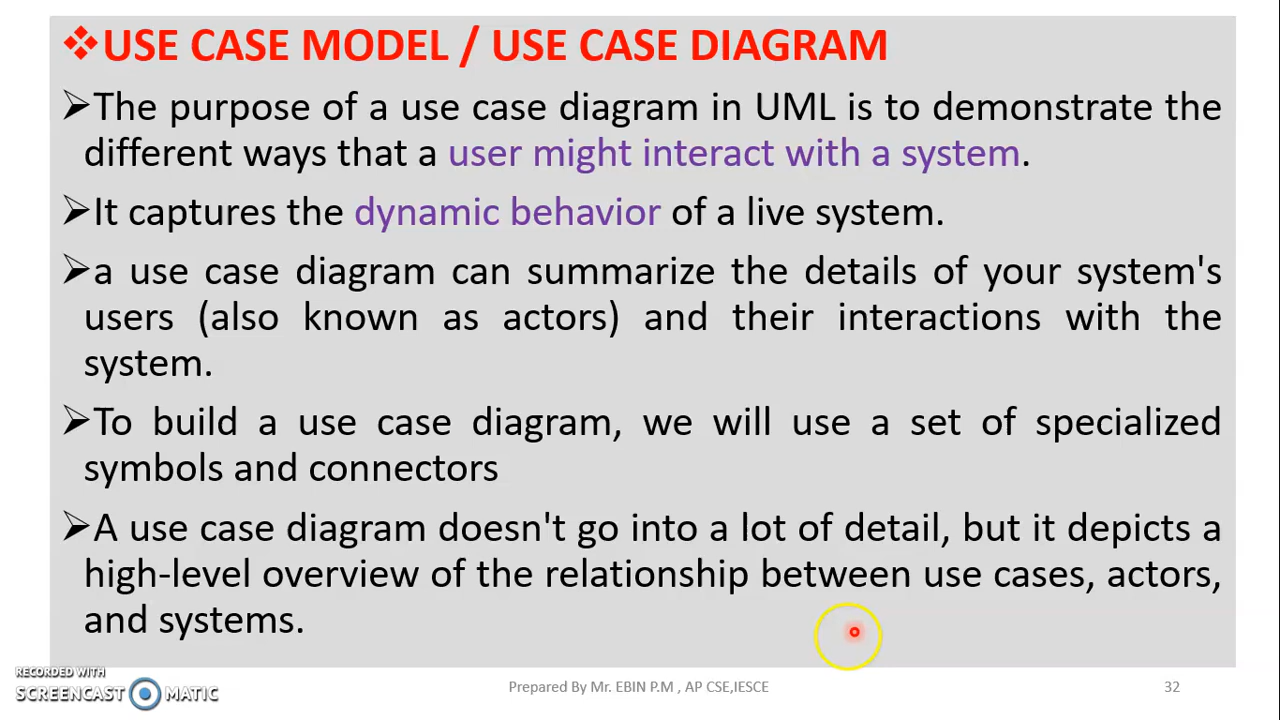 ❖USE CASE MODEL / USE CASE DIAGRAM
➢The purpose of a use case diagram in UML is to demonstrate the
different ways that a user might interact with a system.
➢It captures the dynamic behavior of a live system.
➢a use case diagram can summarize the details of your system's
users (also known as actors) and their interactions with the
system.
➢To build a use case diagram, we will use a set of specialized
symbols and connectors
➢A use case diagram doesn't go into a lot of detail, but it depicts a
high-level overview of the relationship between use cases, actors,
and systems.
RECORDED WITH
SCREENCAST MATIC
Prepared By Mr. EBIN P.M , AP CSE,IESCE
32